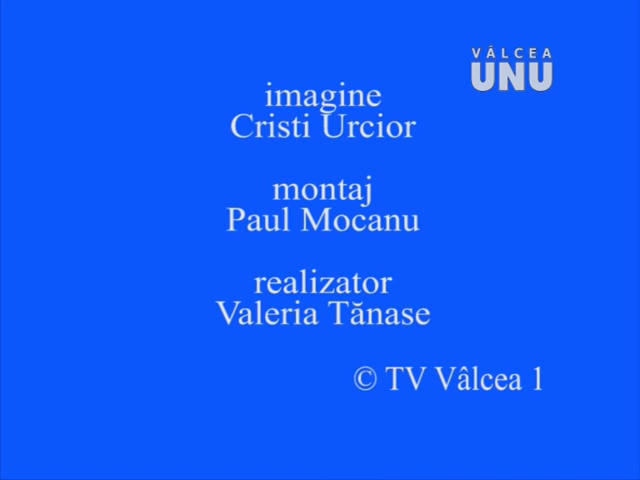 VÂLCEA
UNU
imagine
Cristi Urcior
montaj
Paul Mocanu
realizator
Valeria Tănase
© TV Vâlcea 1